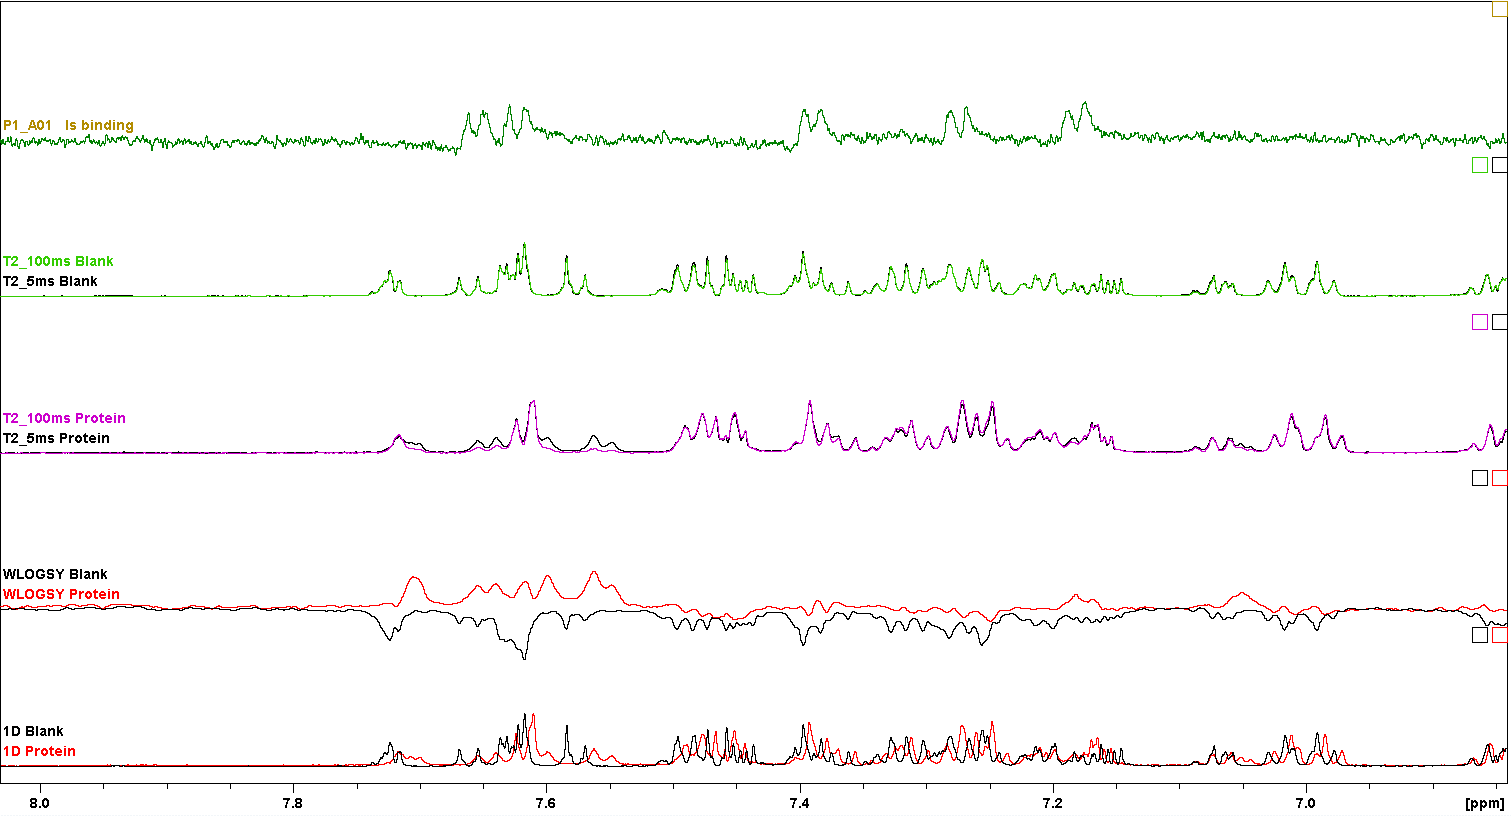 P1_A01 Is binding
T2_100ms Blank
T2_5ms Blank
T2_100ms Protein
T2_5ms Protein
WLOGSY Blank
WLOGSY Protein
1D Blank
1D Protein
8.0 7.8 7.6 7.4 7.2 7.0 [ppm]